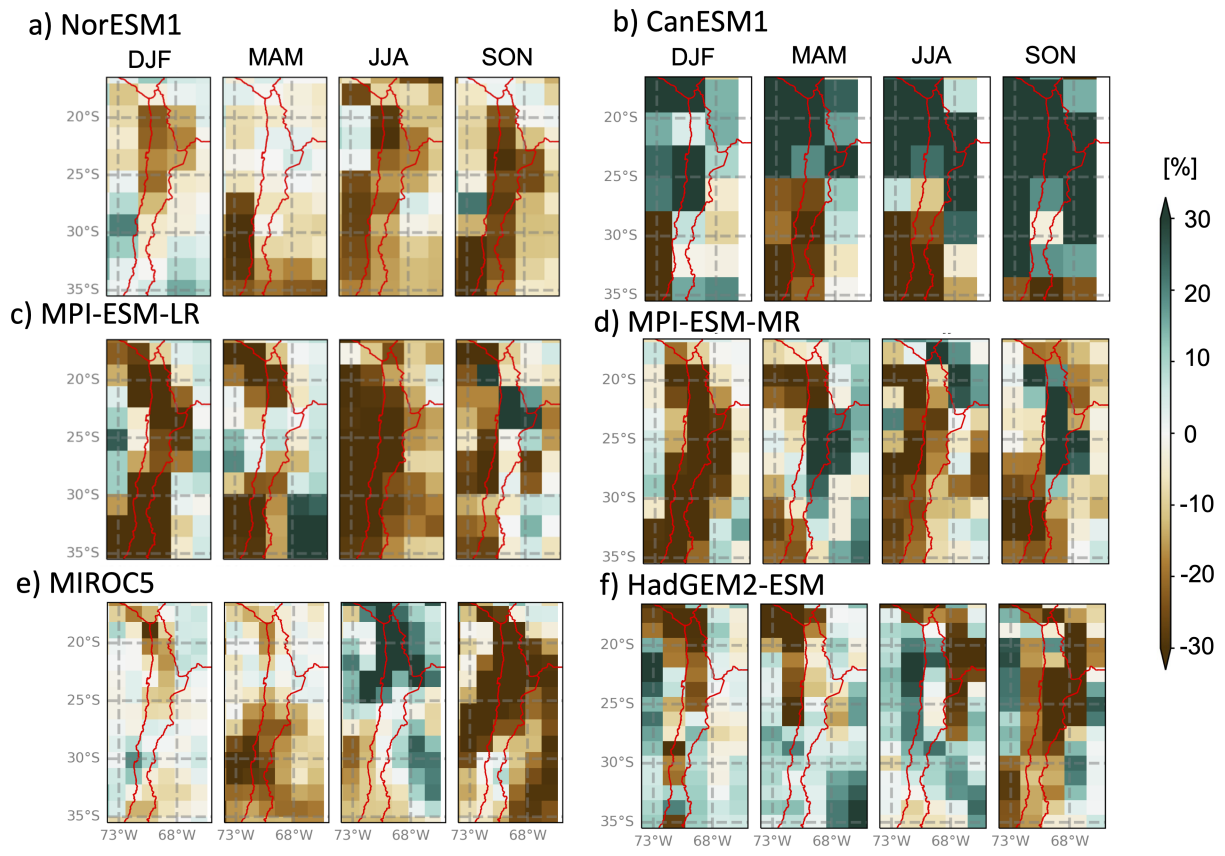 a) NorESM1
b) CanESM1
DJF MAM JJA SON
DJF MAM JJA SON
20°S
25°S
30°S
35°S
20°S
25°S
30°S
35°S
[%]
30
20
10
0
-10
-20
-30
c) MPI-ESM-LR
d) MPI-ESM-MR
20°S
25°S
30°S
35°S
20°S
25°S
30°S
35°S
e) MIROC5
f) HadGEM2-ESM
20°S
25°S
30°S
35°S
20°S
25°S
30°S
35°S
73°W 68°W 73°W 68°W 73°W 68°W 73°W 68°W
73°W 68°W 73°W 68°W 73°W 68°W 73°W 68°W